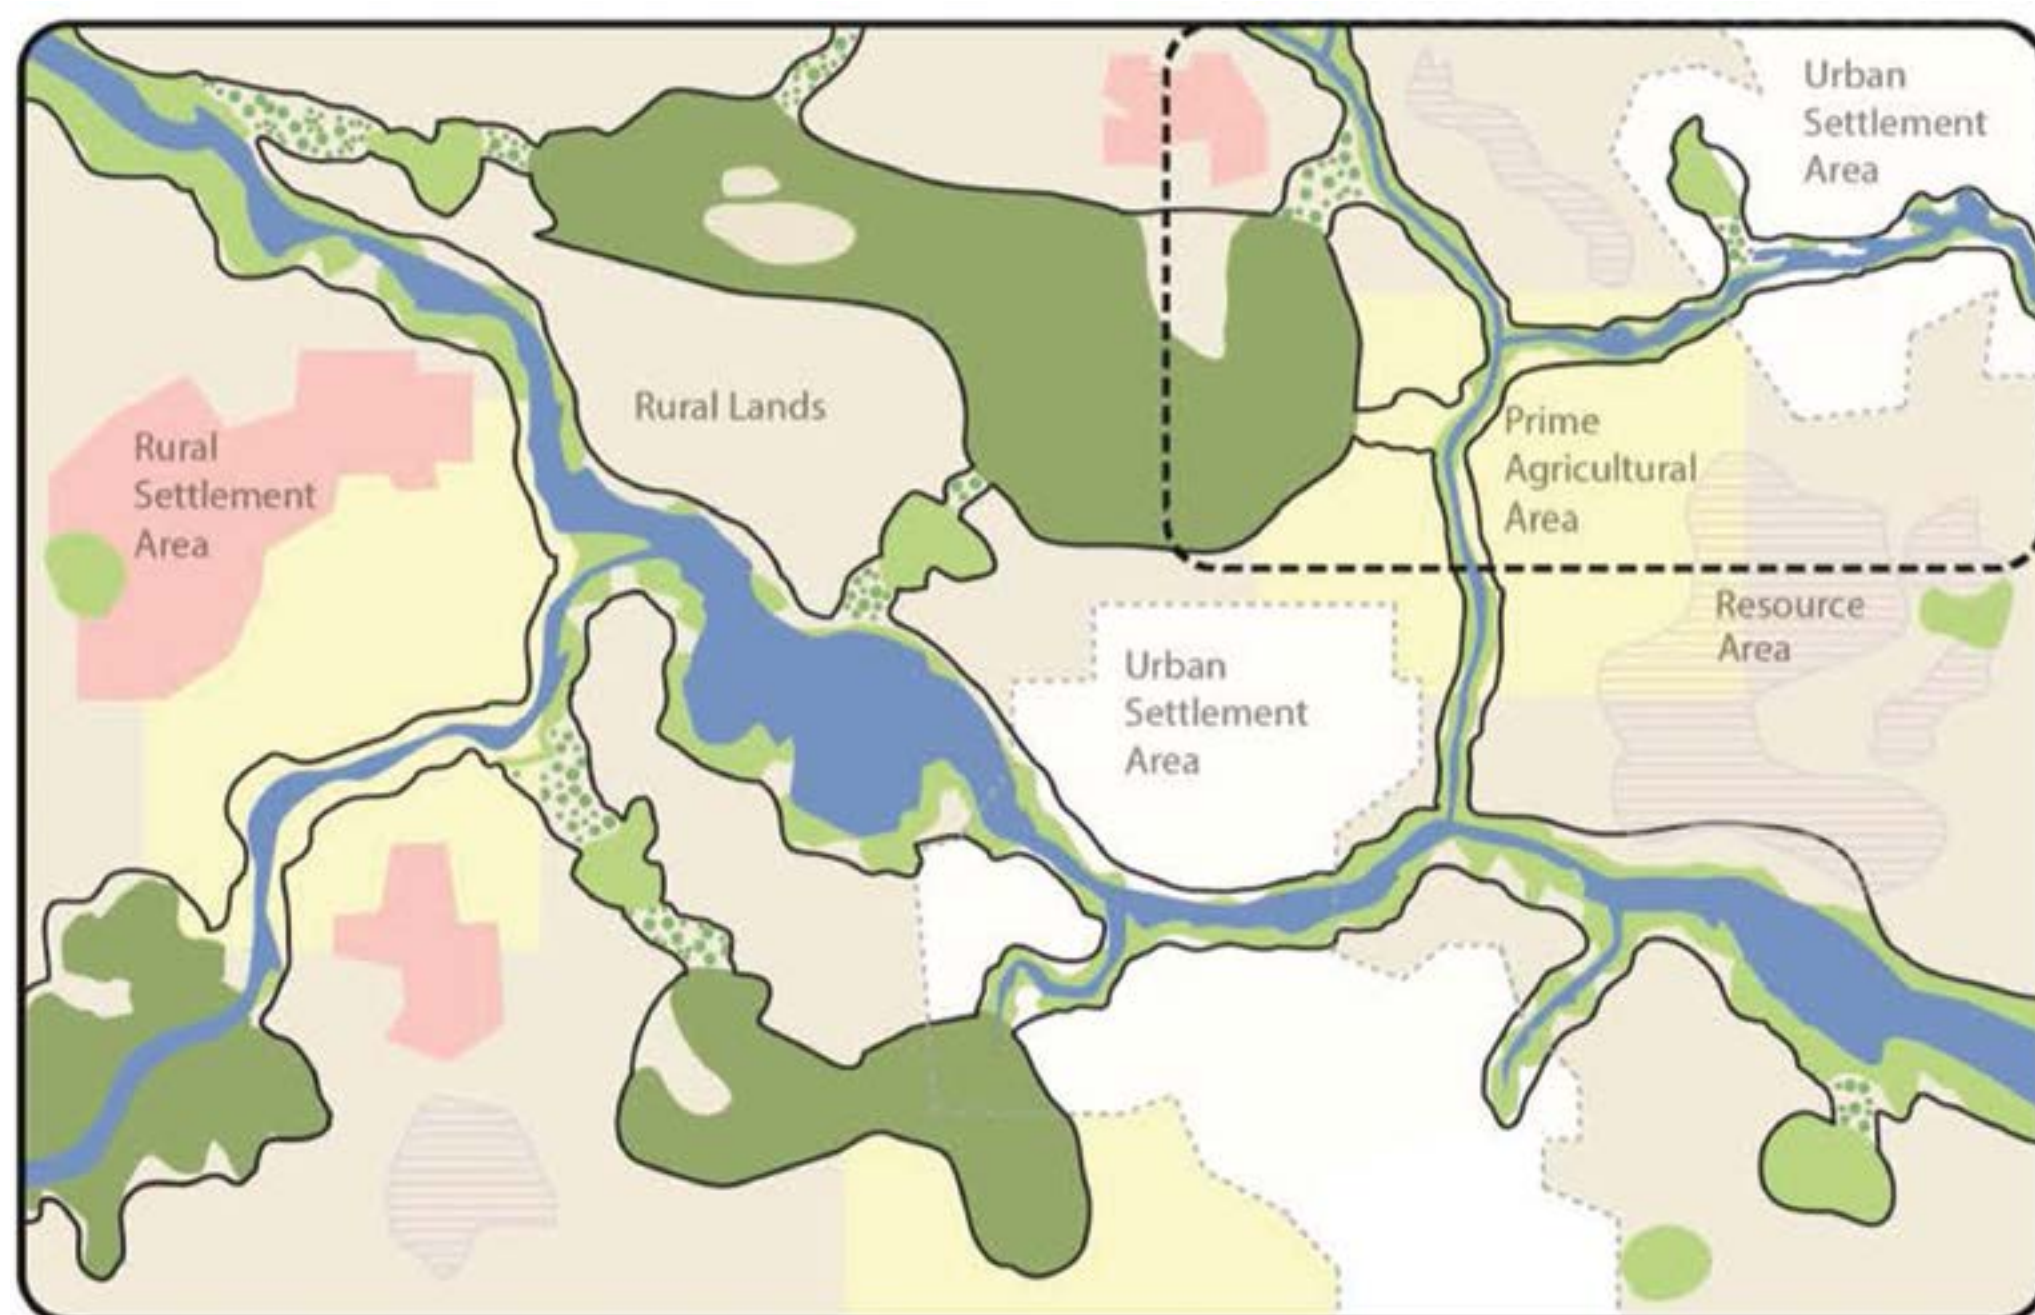 Urban
Settlement
Area
Rural Lands
Prime
Agricultural
Area
Rural
Settlement
Area
Resource
Area
Urban
Settlement
Area